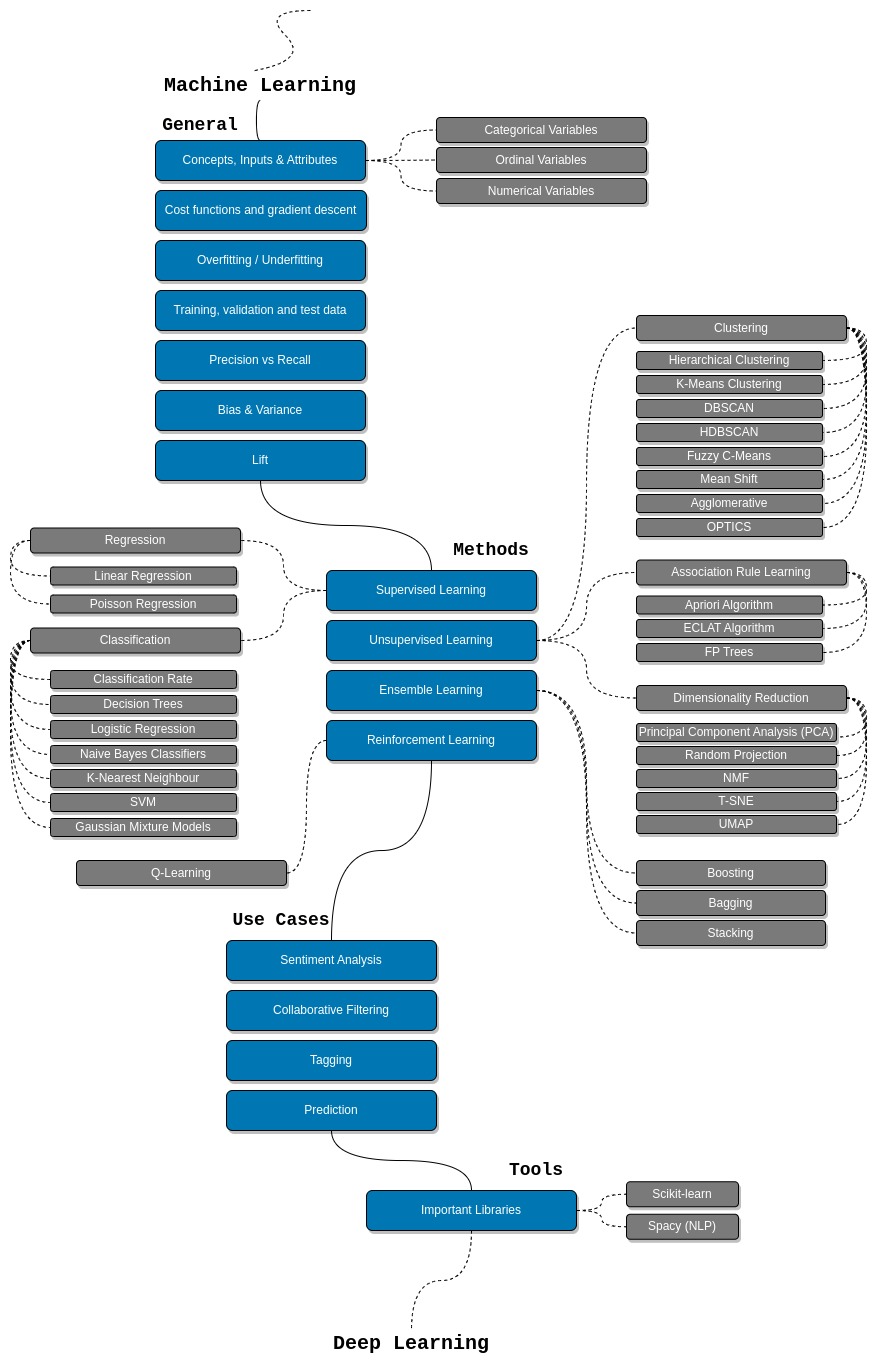 Machine Learning
General
Concepts, Inputs & Attributes
Categorical Variables
Ordinal Variables
Numerical Variables
Cost functions and gradient descent
Overfitting / Underfitting
Training, validation and test data
Precision vs Recall
Bias & Variance
Lift
Methods
Supervised Learning
Regression
Linear Regression
Poisson Regression
Classification
Classification Rate
Decision Trees
Logistic Regression
Naive Bayes Classifiers
K-Nearest Neighbour
SVM
Gaussian Mixture Models
Unsupervised Learning
Clustering
Hierarchical Clustering
K-Means Clustering
DBSCAN
HDBSCAN
Fuzzy C-Means
Mean Shift
Agglomerative
OPTICS
Association Rule Learning
Apriori Algorithm
ECLAT Algorithm
FP Trees
Dimensionality Reduction
Principal Component Analysis (PCA)
Random Projection
NMF
T-SNE
UMAP
Ensemble Learning
Boosting
Bagging
Stacking
Reinforcement Learning
Q-Learning
Use Cases
Sentiment Analysis
Collaborative Filtering
Tagging
Prediction
Tools
Important Libraries
Scikit-learn
Spacy (NLP)
Deep Learning